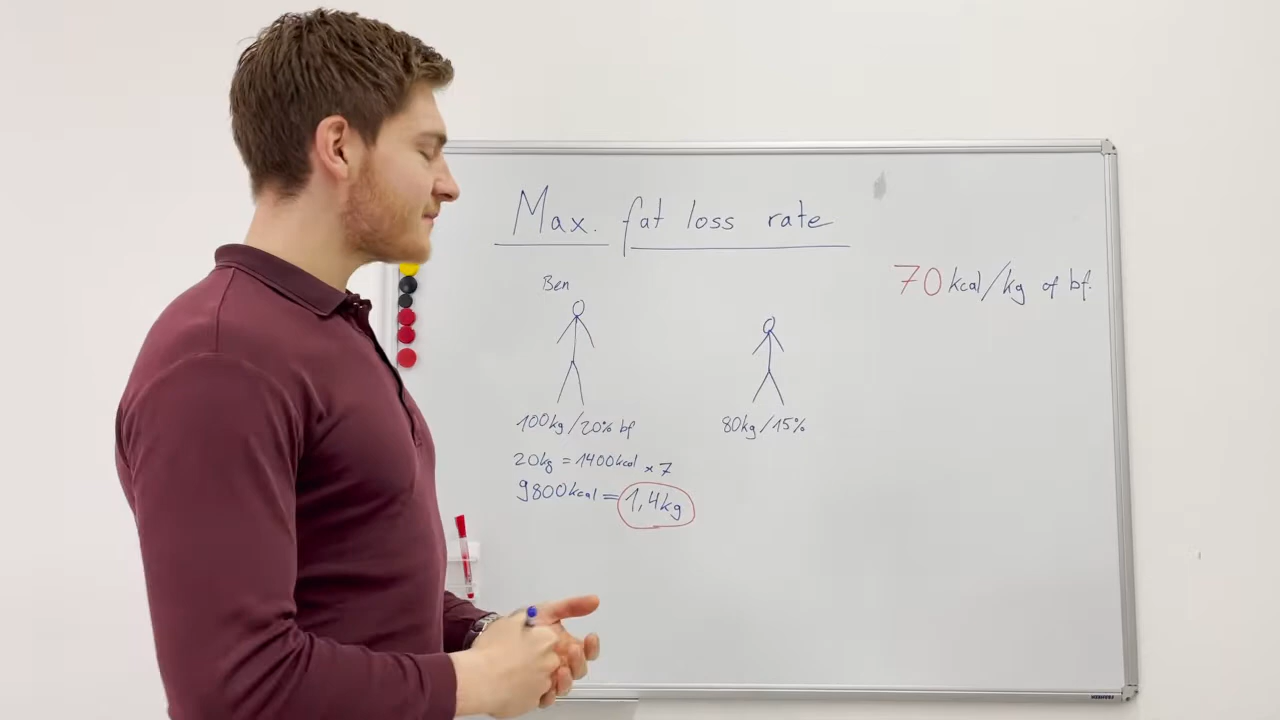 Max. fat loss rate
70 kcal/kg of bf.
Ben
100kg/20% bf
80kg/15%
20kg = 1400kcal x 7
9800kcal = 1,4kg